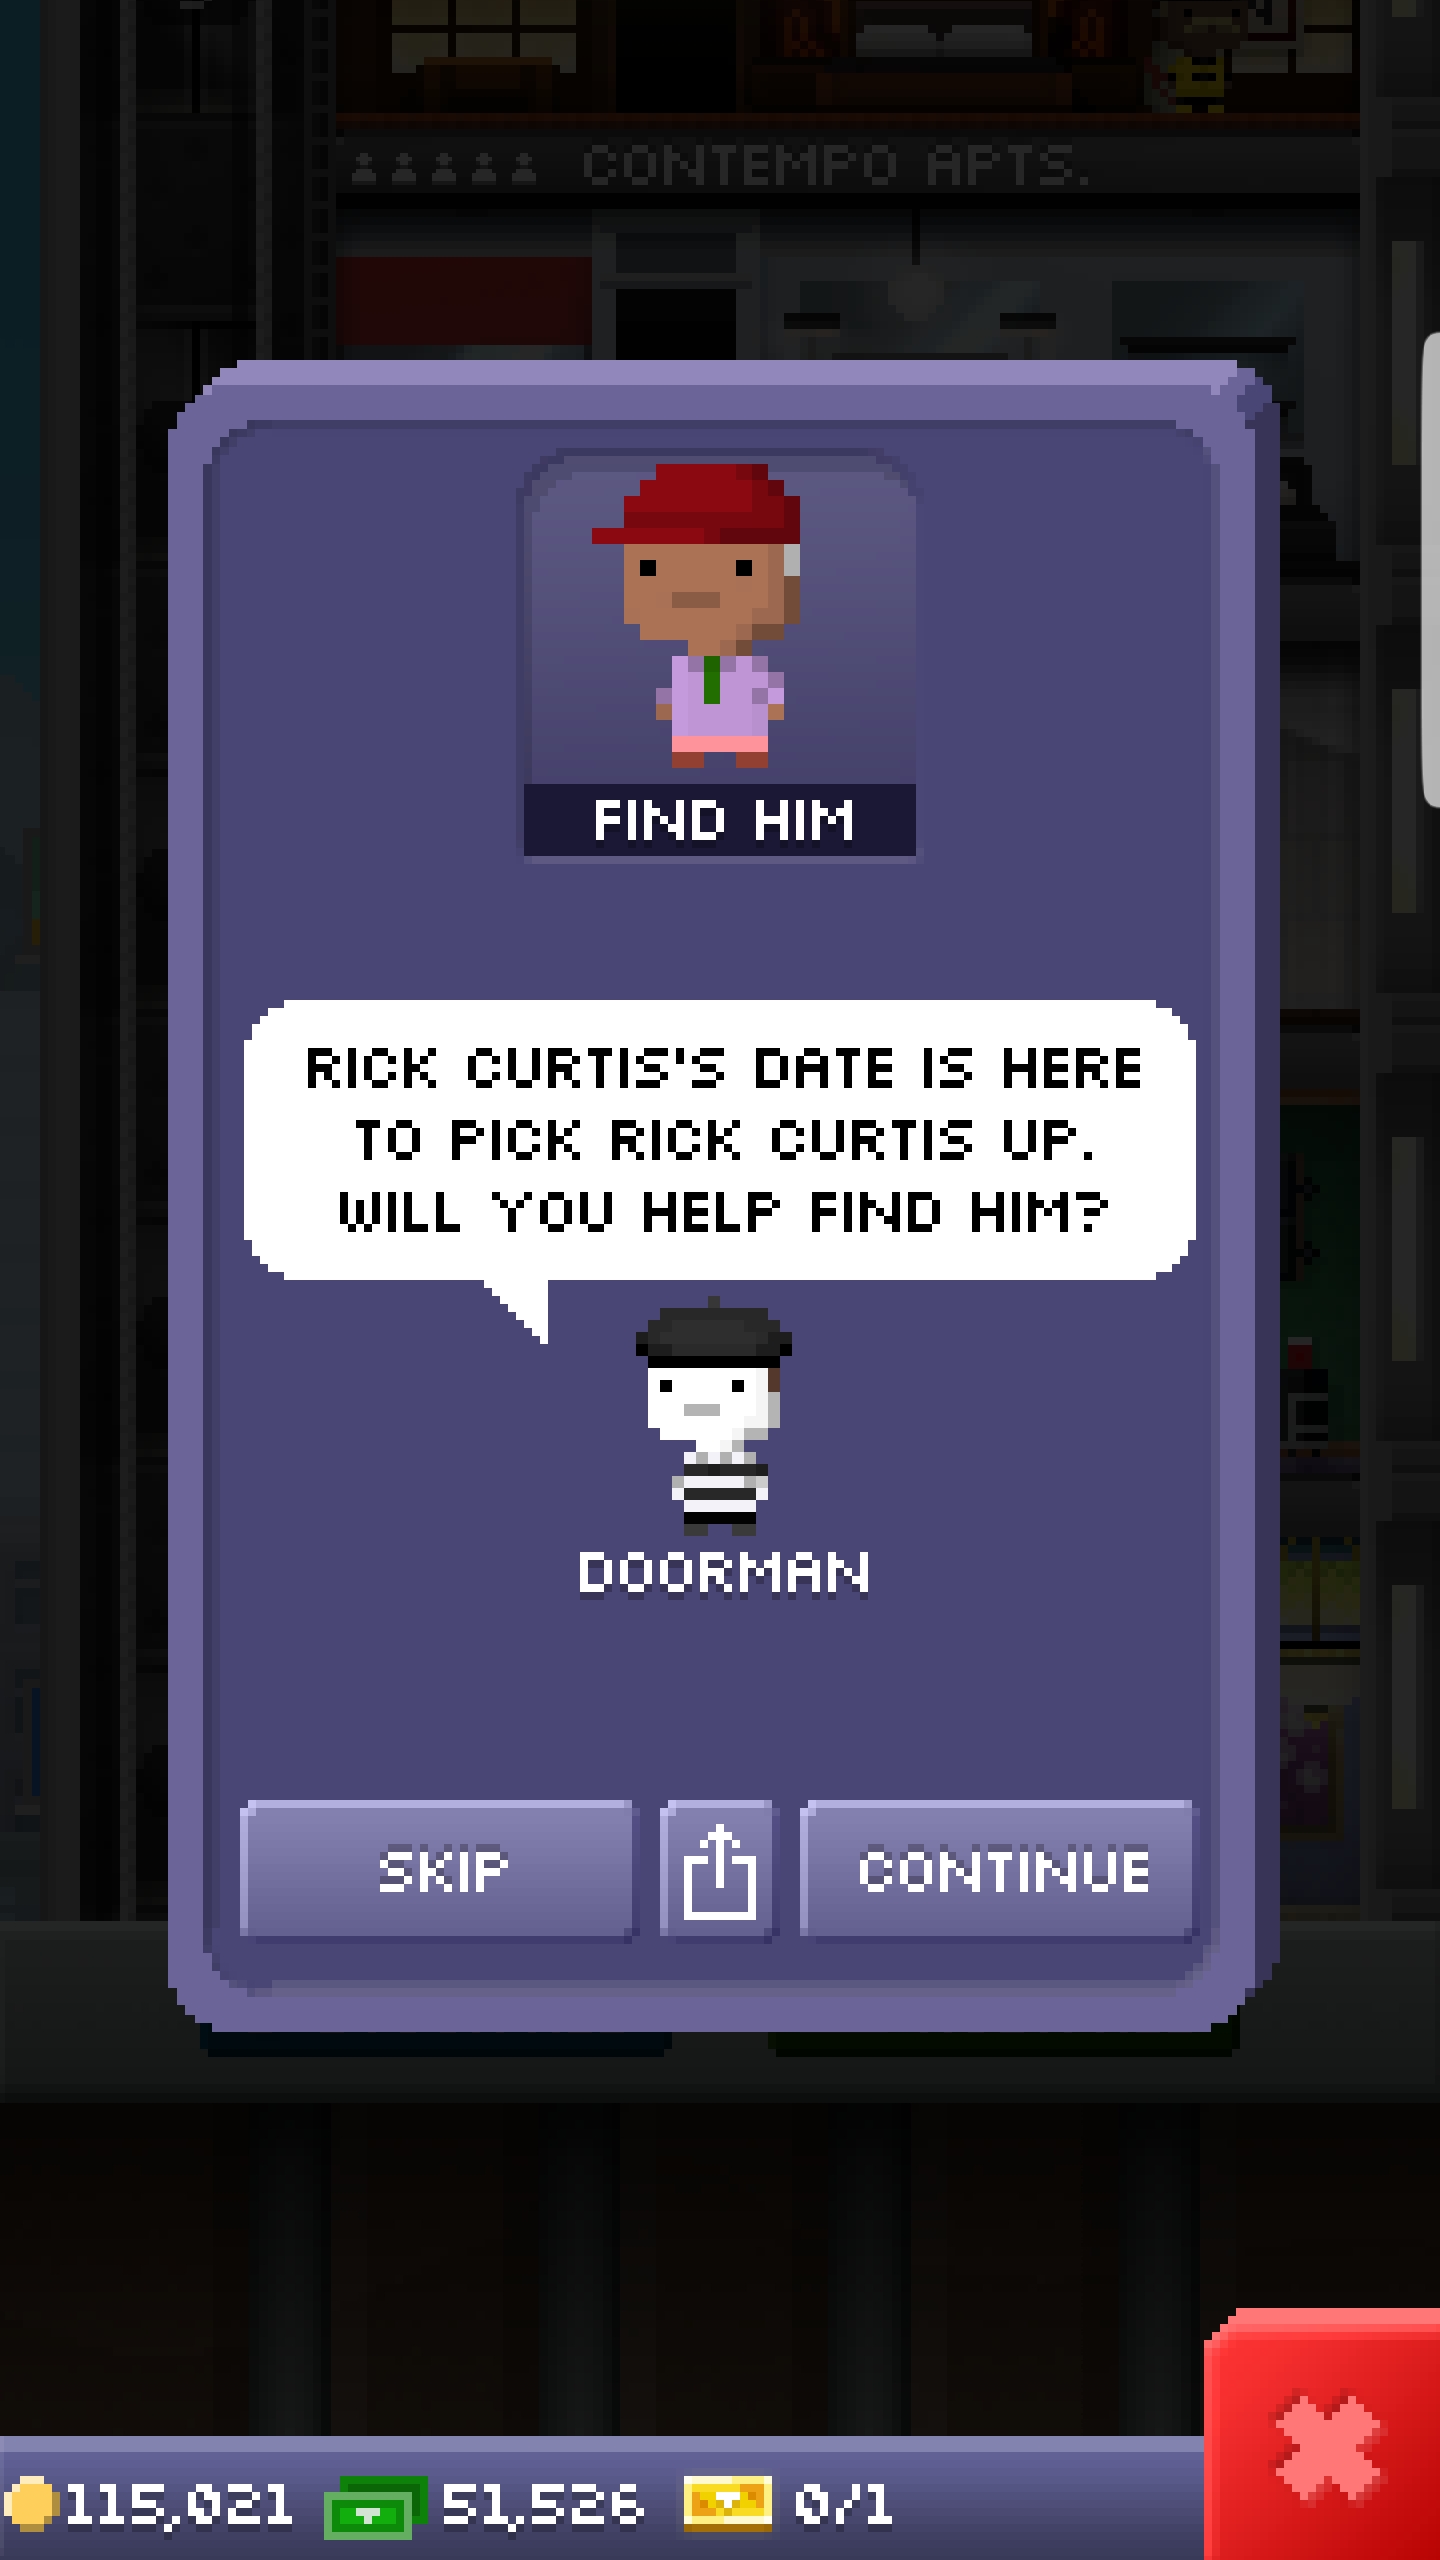 CONTEMPO APTS.
FIND HIM
RICK CURTIS'S DATE IS HERE
TO PICK RICK CURTIS UP.
WILL YOU HELP FIND HIM?
DOORMAN
SKIP
CONTINUE
115,021
51,526
0/1